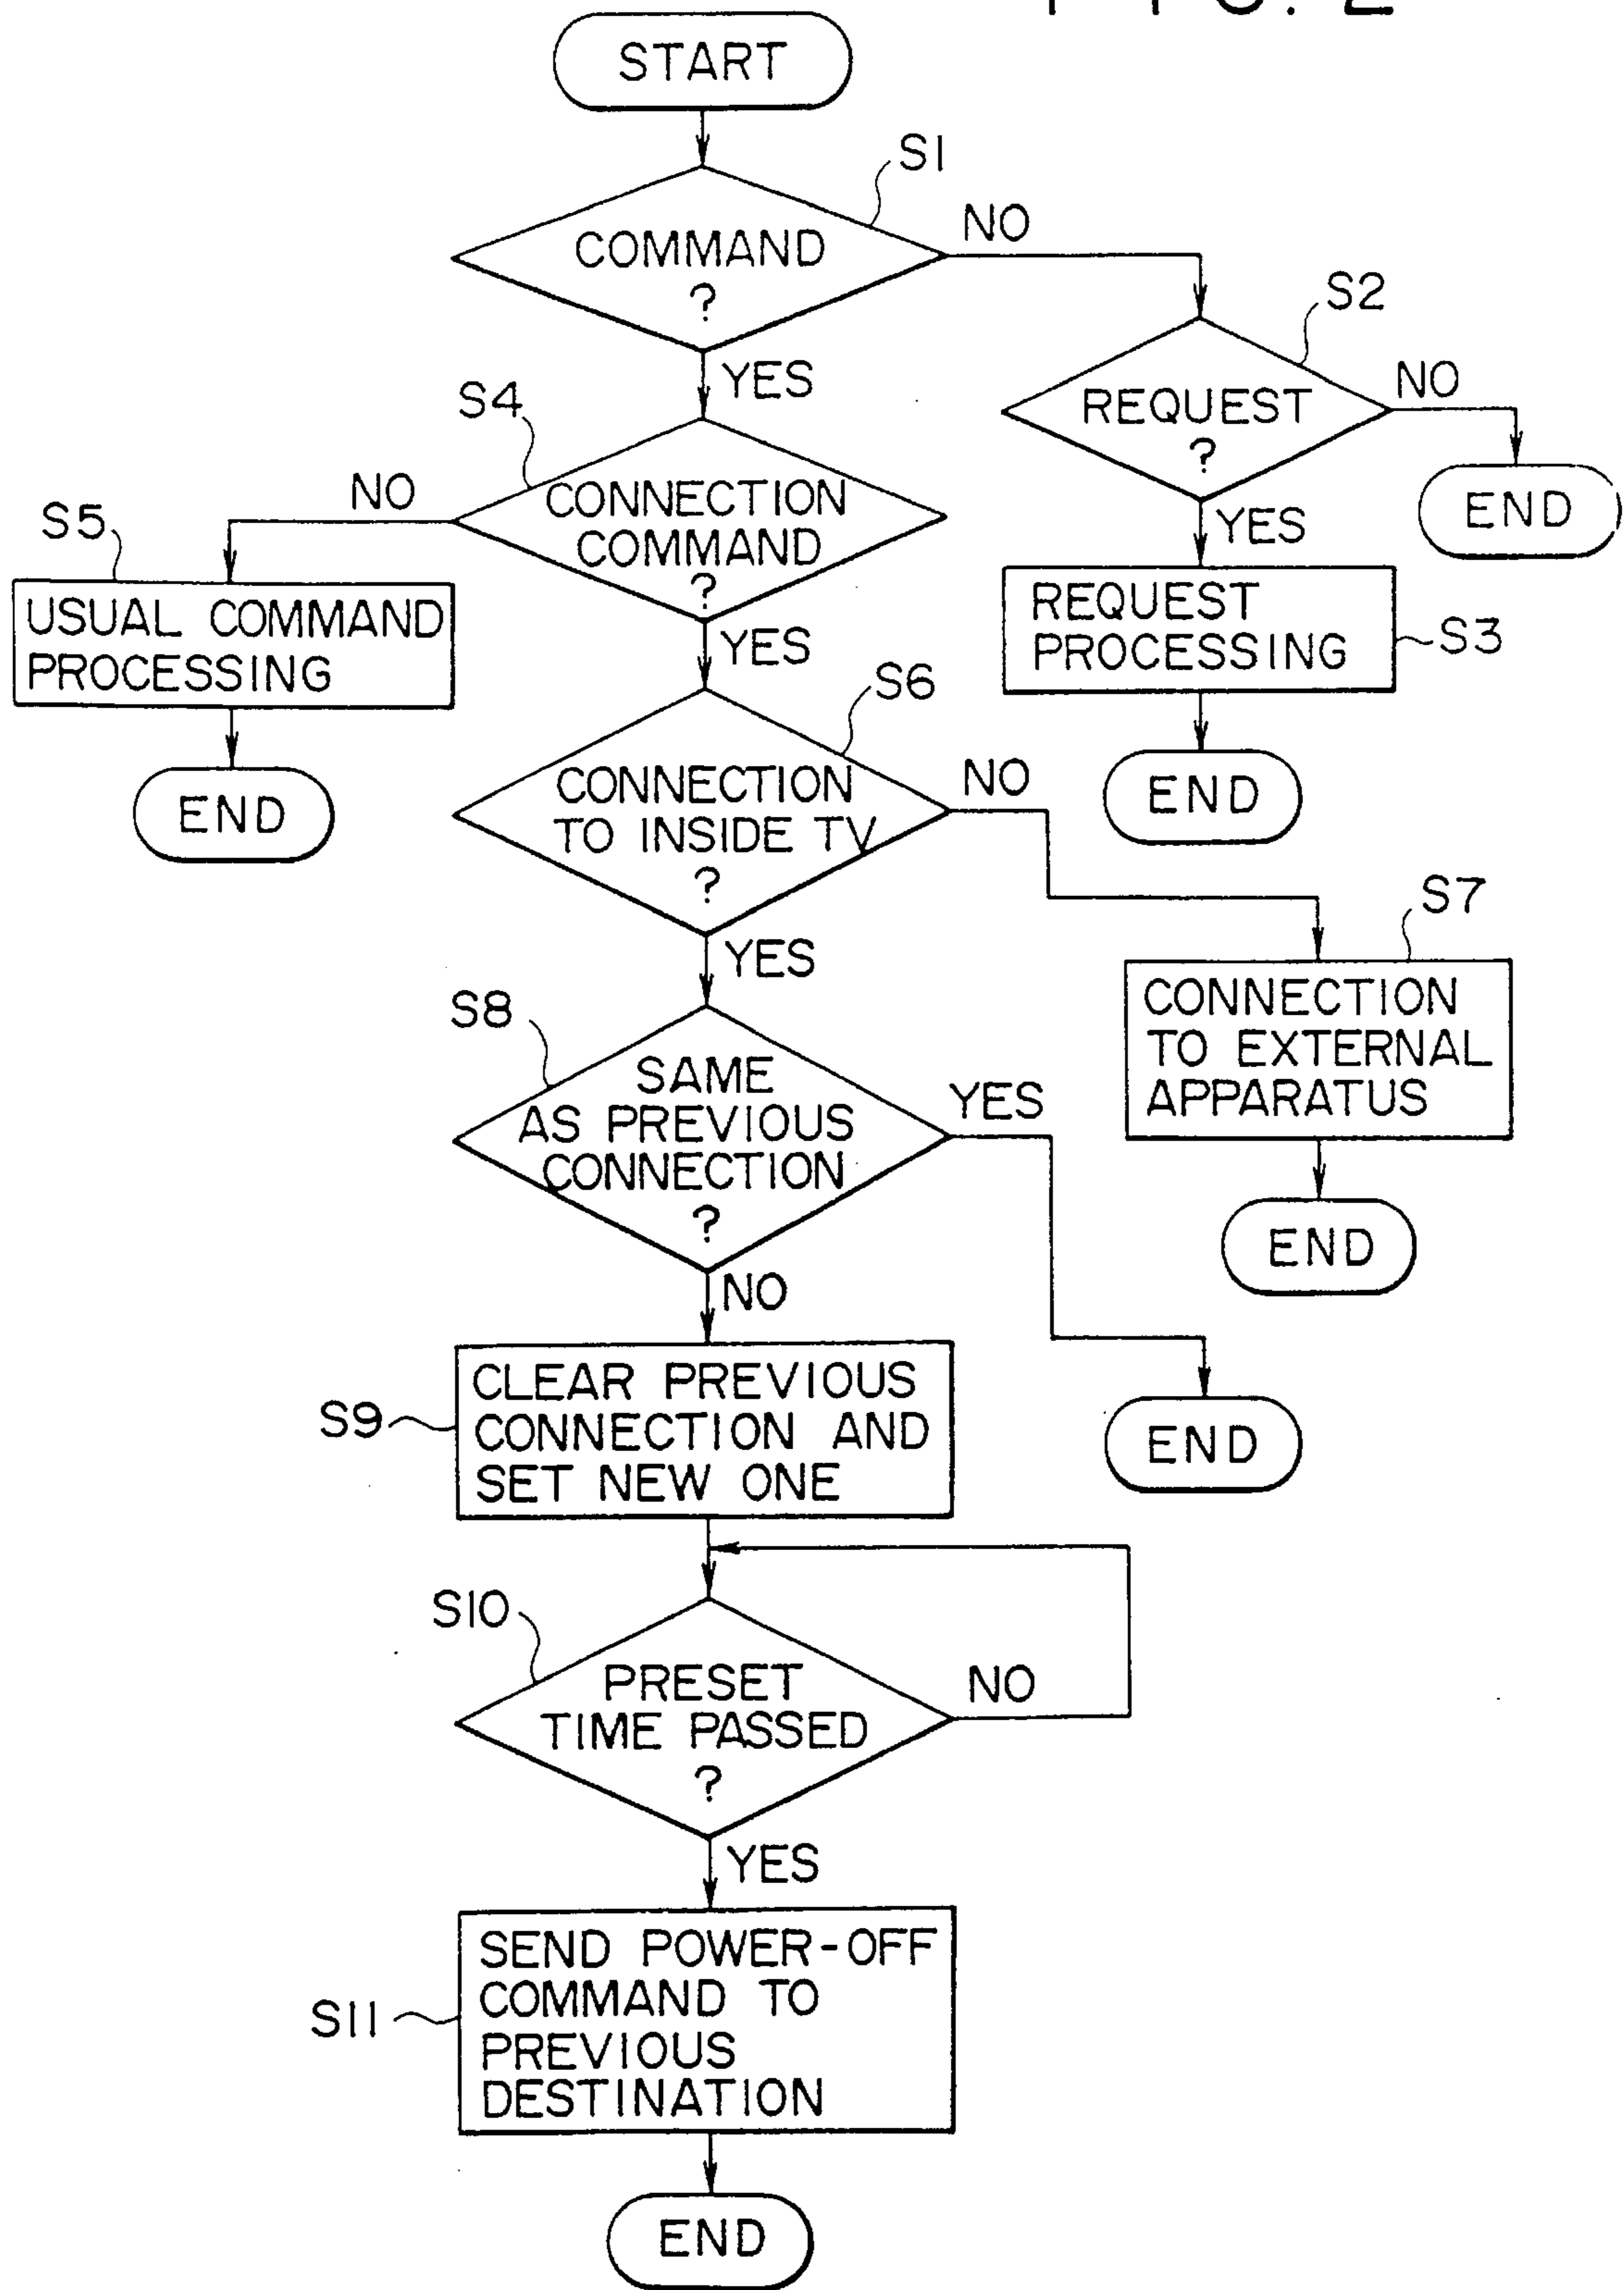 FIG. 2
START
S1
COMMAND
?
NO
YES
S2
REQUEST
?
NO
END
YES
REQUEST
PROCESSING
S3
END
S4
CONNECTION
COMMAND
?
NO
S5
USUAL COMMAND
PROCESSING
END
YES
S6
CONNECTION
TO INSIDE TV
?
NO
S7
CONNECTION
TO EXTERNAL
APPARATUS
END
YES
S8
SAME
AS PREVIOUS
CONNECTION
?
YES
END
NO
S9
CLEAR PREVIOUS
CONNECTION AND
SET NEW ONE
S10
PRESET
TIME PASSED
?
NO
YES
S11
SEND POWER-OFF
COMMAND TO
PREVIOUS
DESTINATION
END